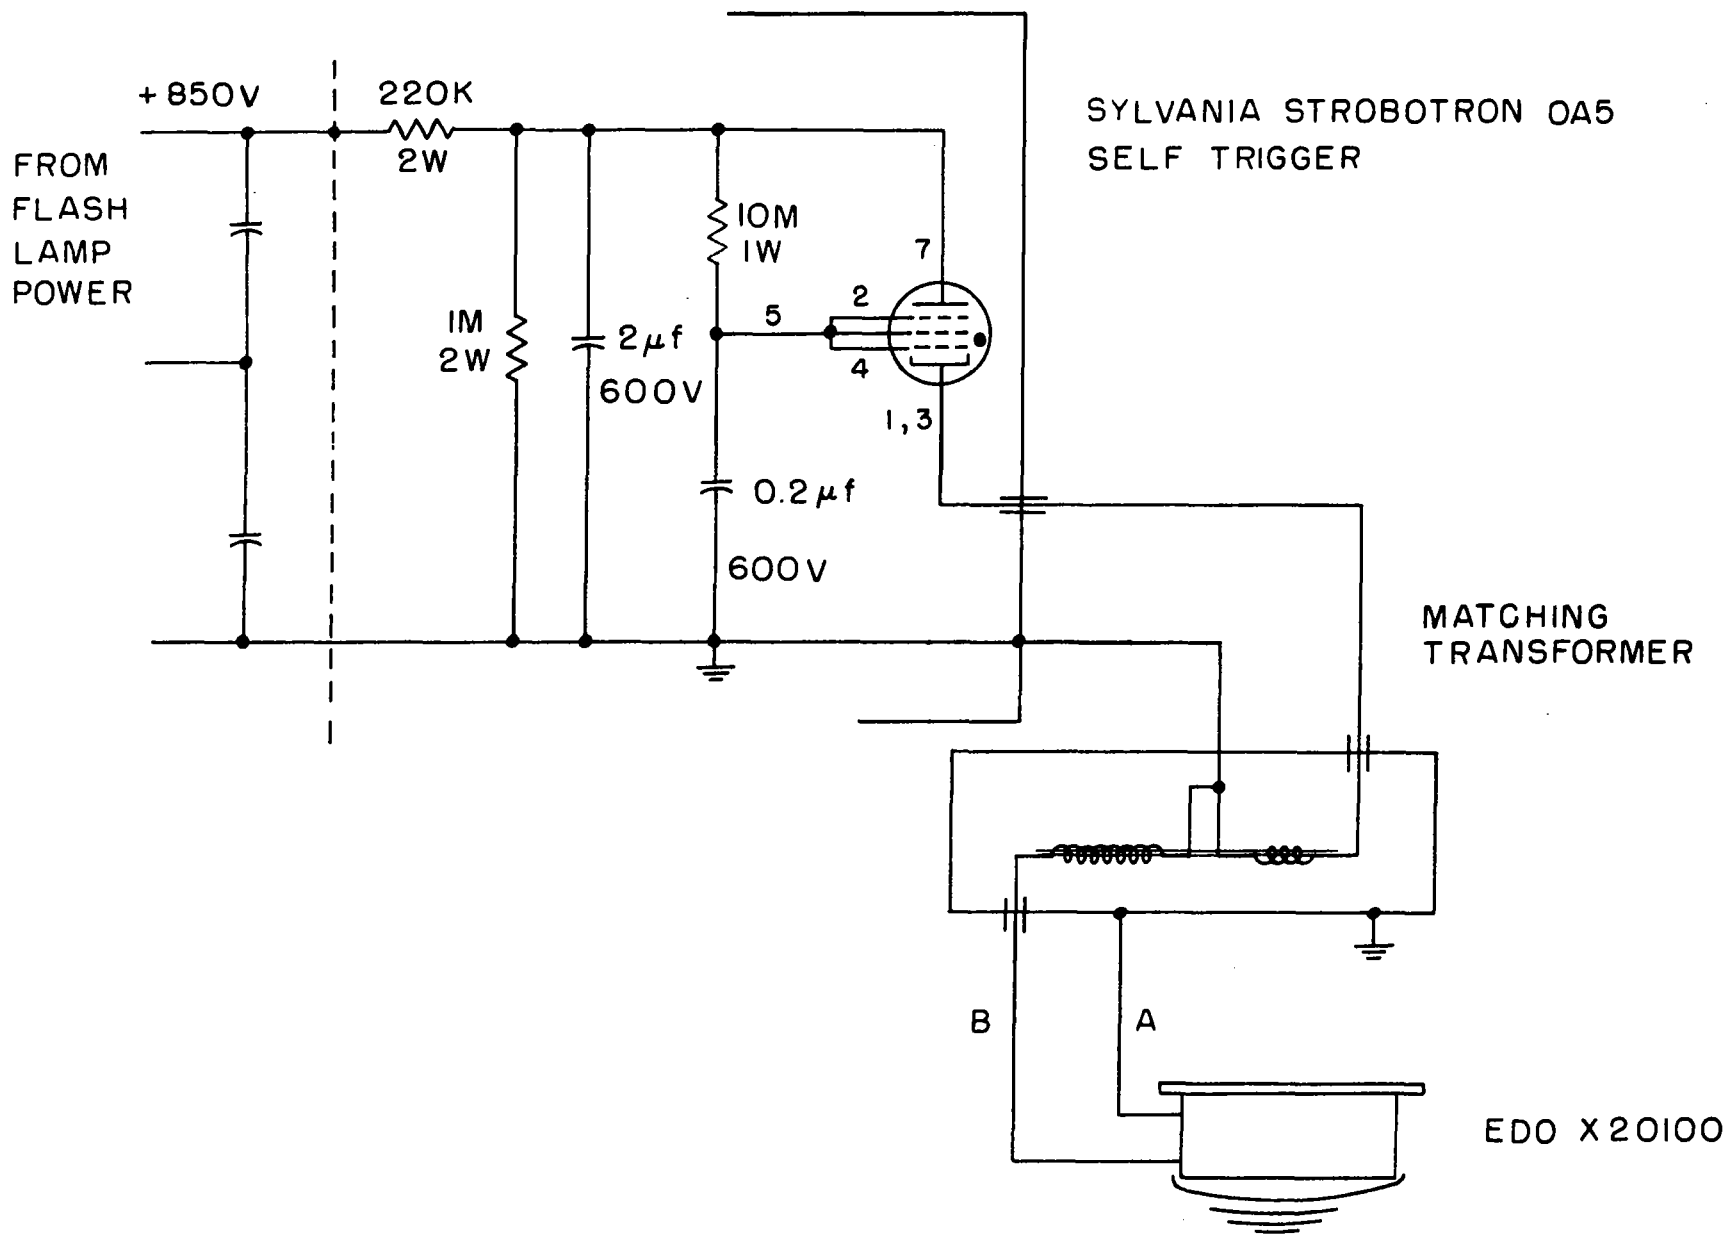 +850V
220K
2W
FROM
FLASH
LAMP
POWER
SYLVANIA STROBOTRON OA5
SELF TRIGGER
10M
1W
7
2
5
4
1,3
1M
2W
2μf
600V
0.2μf
600V
MATCHING
TRANSFORMER
B
A
EDO X20100